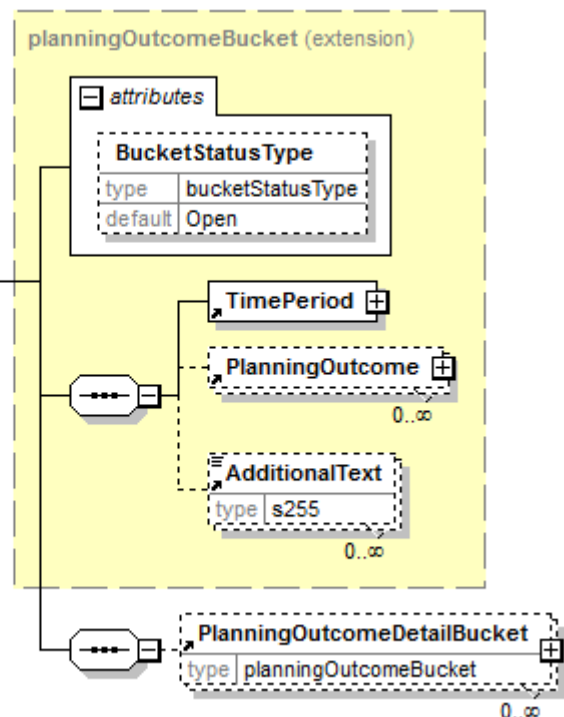 planningOutcomeBucket (extension)
attributes
BucketStatusType
type bucketStatusType
default Open
TimePeriod
PlanningOutcome
0..∞
AdditionalText
type s255
0..∞
PlanningOutcomeDetailBucket
type planningOutcomeBucket
0..∞